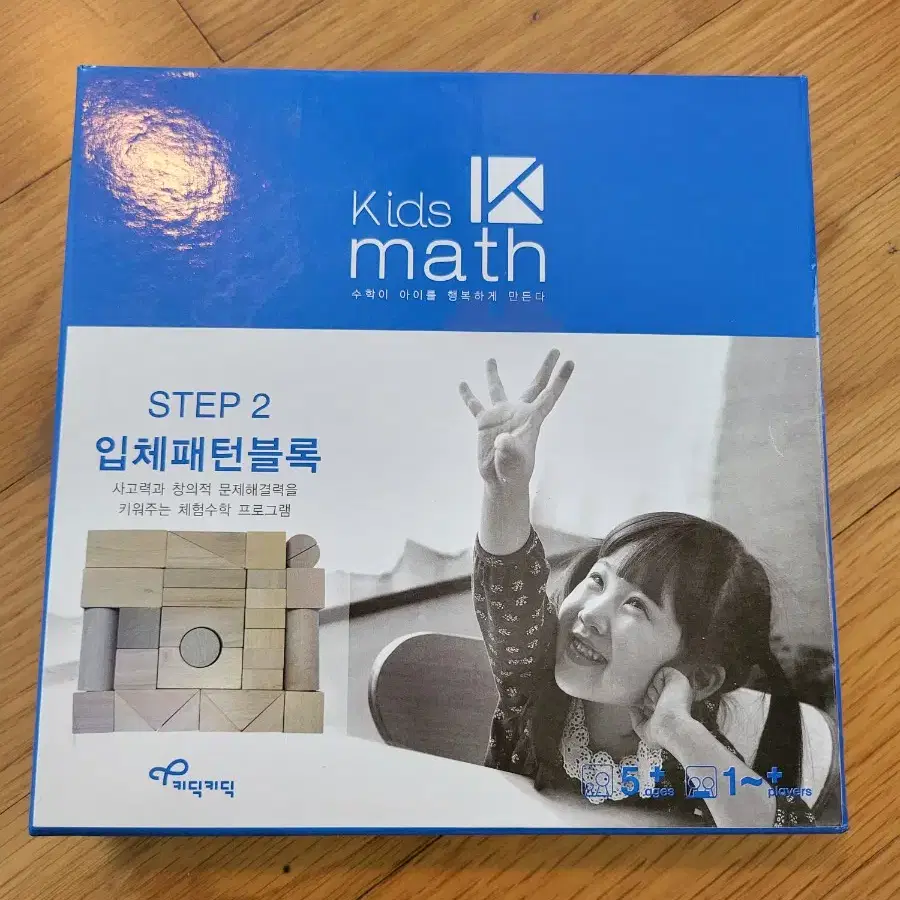 Kids K
math
수학이 아이를 행복하게 만든다
STEP 2
입체패턴블록
사고력과 창의적 문제해결력을
키워주는 체험수학 프로그램
키딕키딕
5+ ages 1~+ players